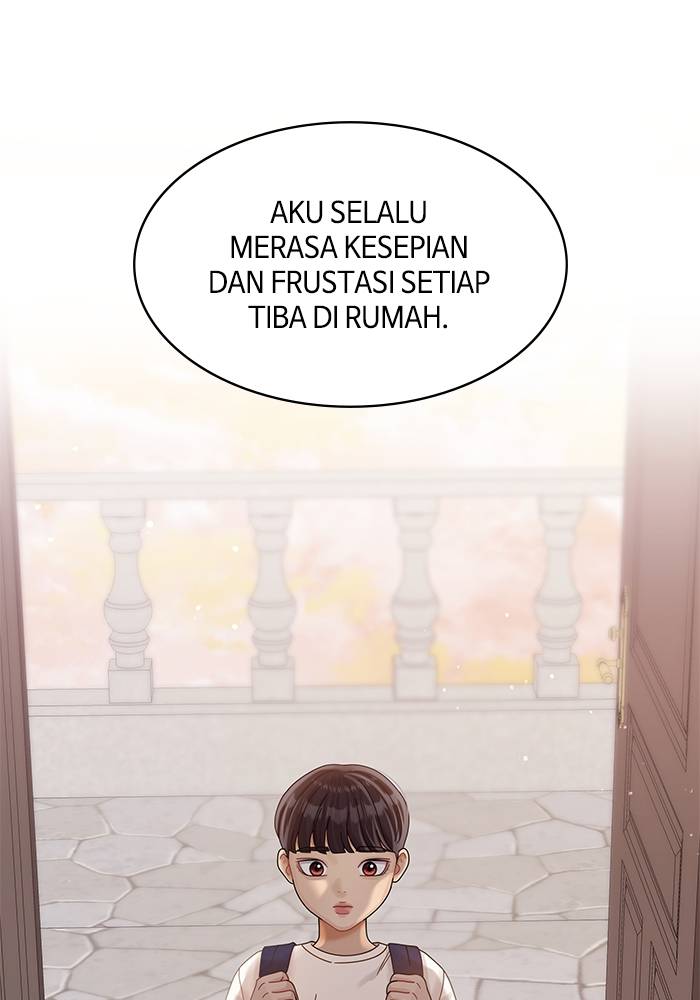 AKU SELALU
MERASA KESEPIAN
DAN FRUSTASI SETIAP
TIBA DI RUMAH.